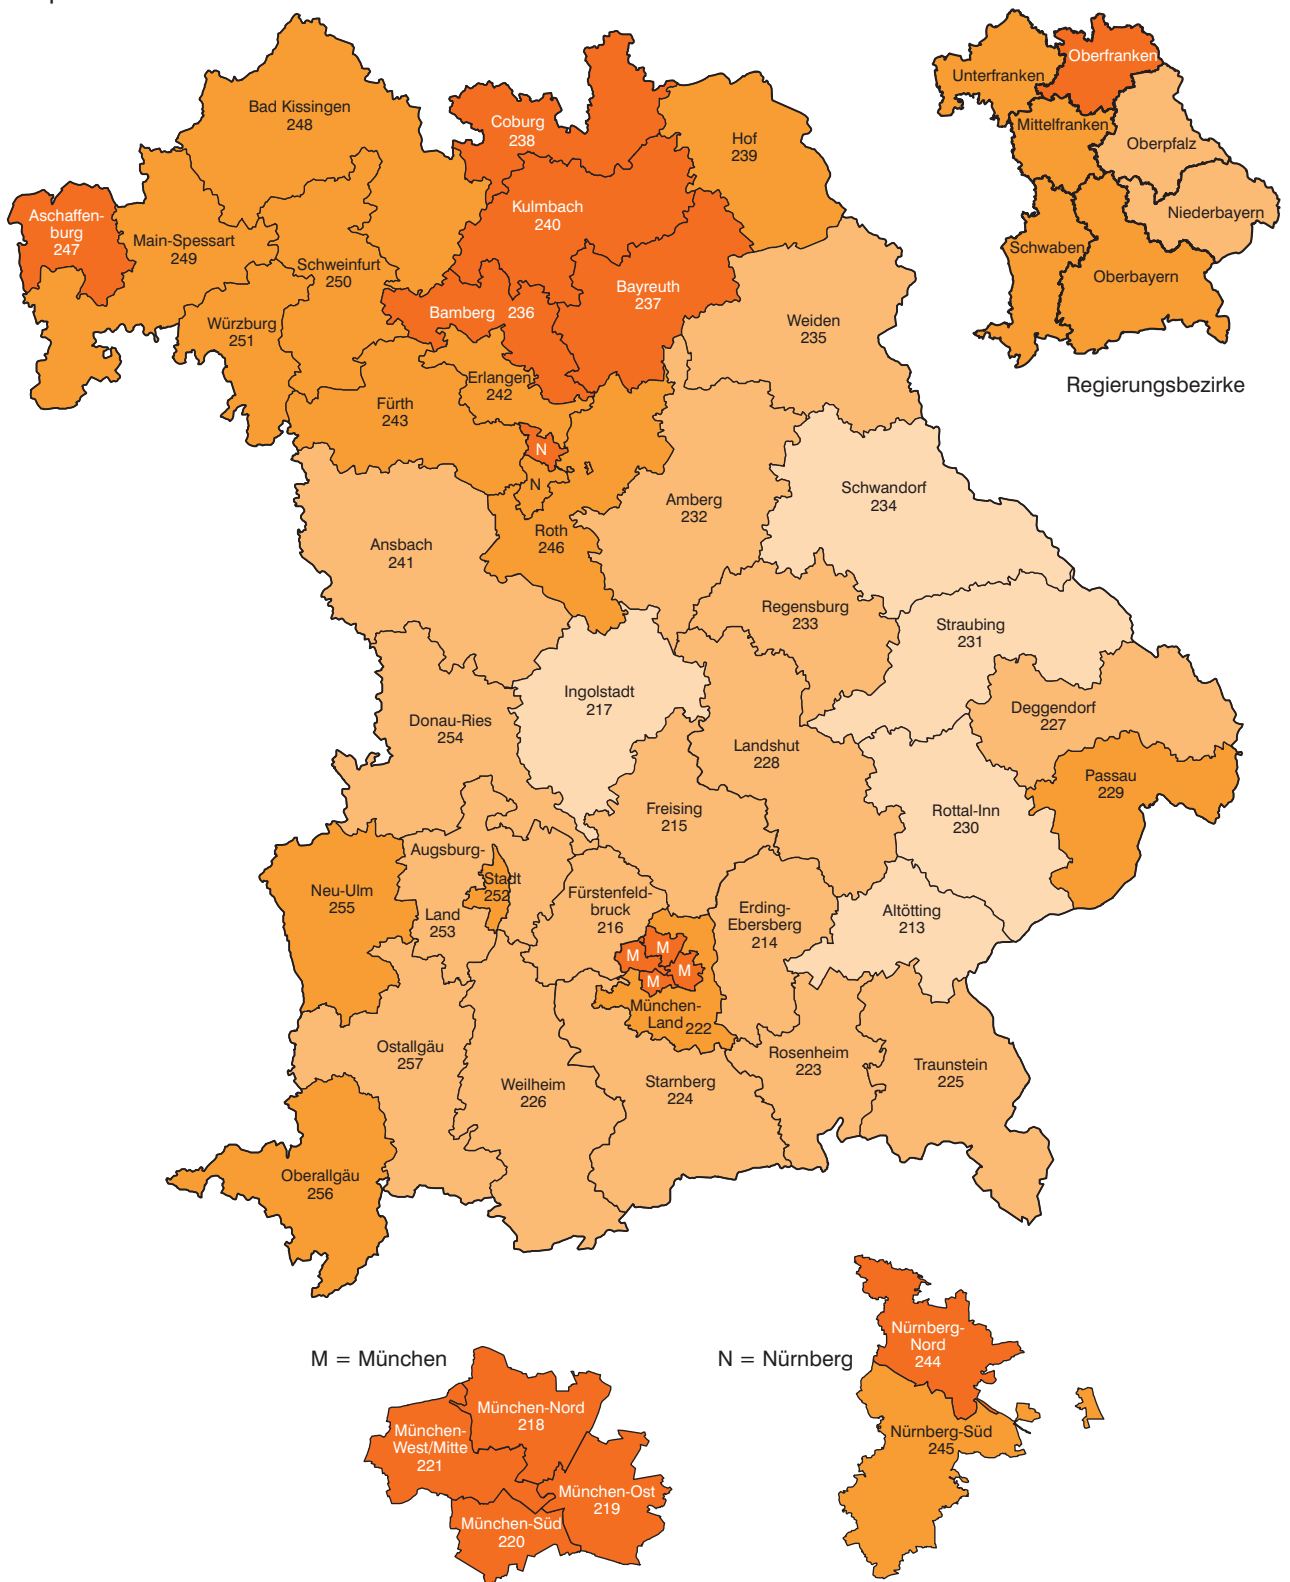 Bad Kissingen
248
Coburg
238
Hof
239
Unterfranken
Oberfranken
Mittelfranken
Oberpfalz
Niederbayern
Schwaben
Oberbayern
Regierungsbezirke
Aschaffen-
burg
247
Main-Spessart
249
Kulmbach
240
Schweinfurt
250
Bayreuth
237
Bamberg 236
Würzburg
251
Weiden
235
Erlangen
242
Fürth
243
N
N
Amberg
232
Schwandorf
234
Ansbach
241
Roth
246
Regensburg
233
Straubing
231
Ingolstadt
217
Deggendorf
227
Donau-Ries
254
Landshut
228
Passau
229
Freising
215
Rottal-Inn
230
Augsburg-
Stadt
252
Land
253
Neu-Ulm
255
Fürstenfeld-
bruck
216
Erding-
Ebersberg
214
Altötting
213
M
M
M
M
München-
Land 222
Ostallgäu
257
Weilheim
226
Starnberg
224
Rosenheim
223
Traunstein
225
Oberallgäu
256
M = München
München-Nord
218
München-
West/Mitte
221
München-Ost
219
München-Süd
220
N = Nürnberg
Nürnberg-
Nord
244
Nürnberg-Süd
245